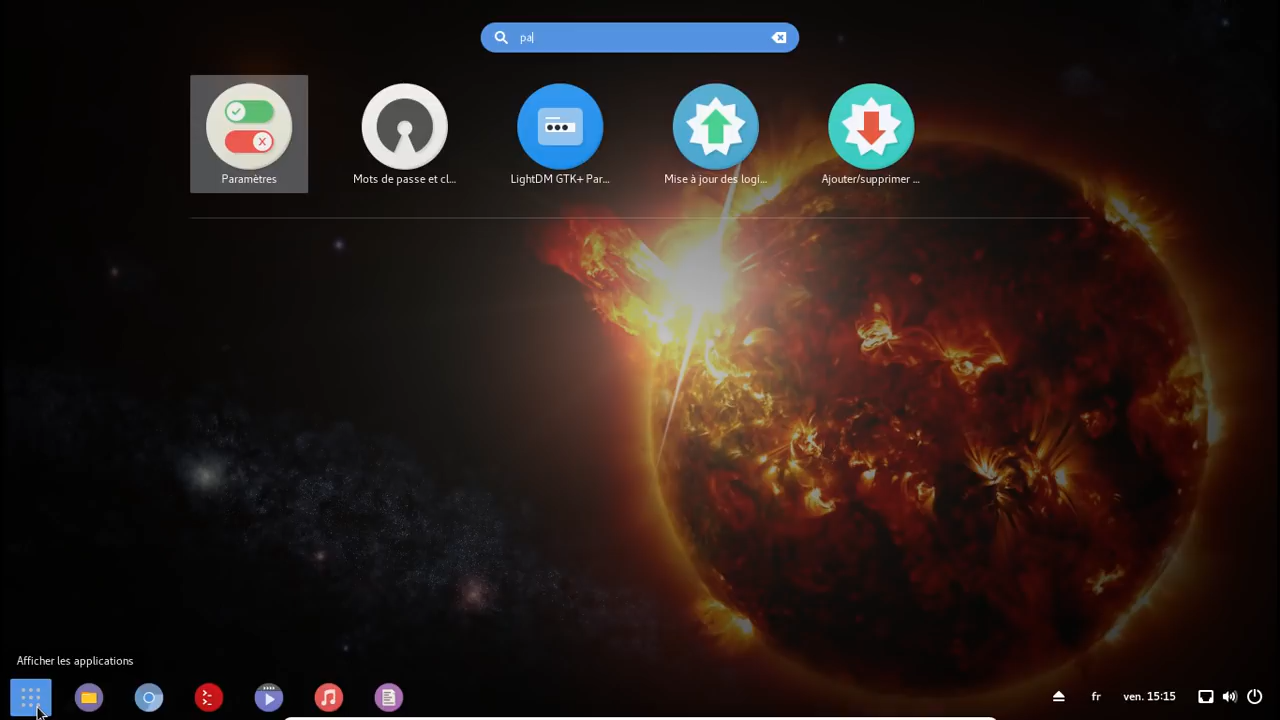 pa
Paramètres
Mots de passe et cl...
LightDM GTK+ Par...
Mise à jour des logi...
Ajouter/supprimer ...
Afficher les applications
fr
ven. 15:15